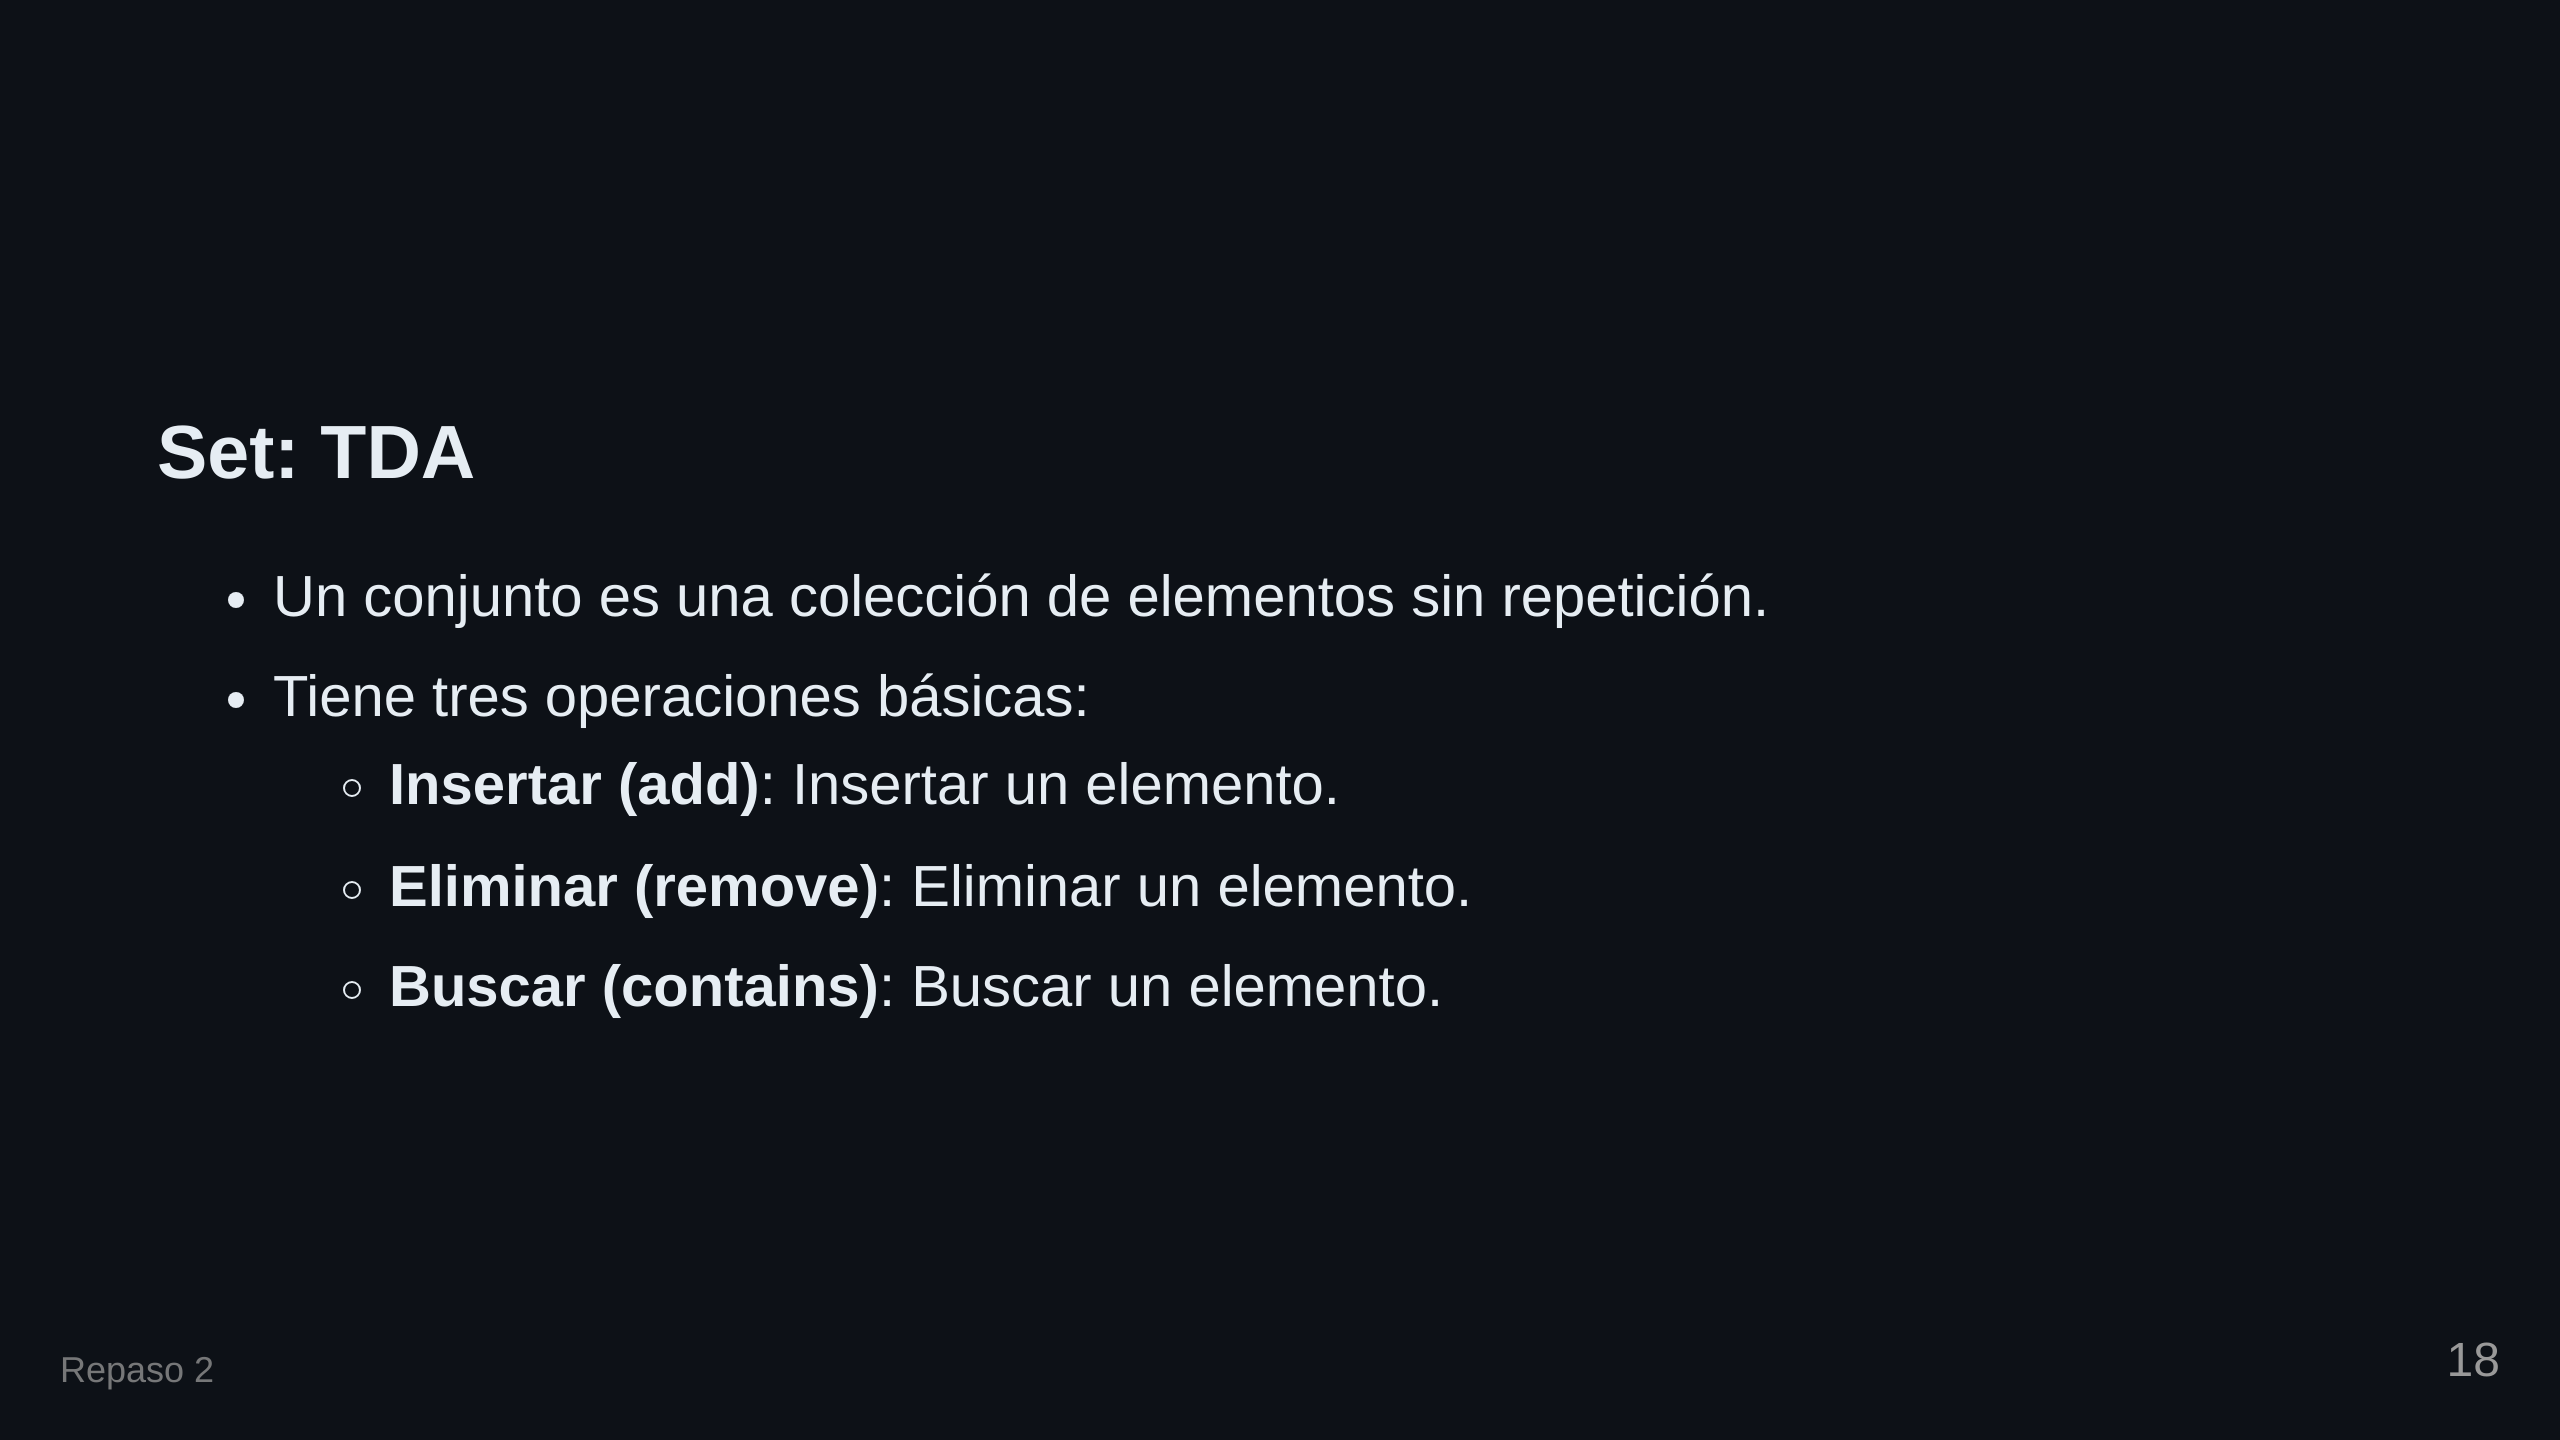 Set: TDA
• Un conjunto es una colección de elementos sin repetición.
• Tiene tres operaciones básicas:
○ Insertar (add): Insertar un elemento.
○ Eliminar (remove): Eliminar un elemento.
○ Buscar (contains): Buscar un elemento.
Repaso 2
18